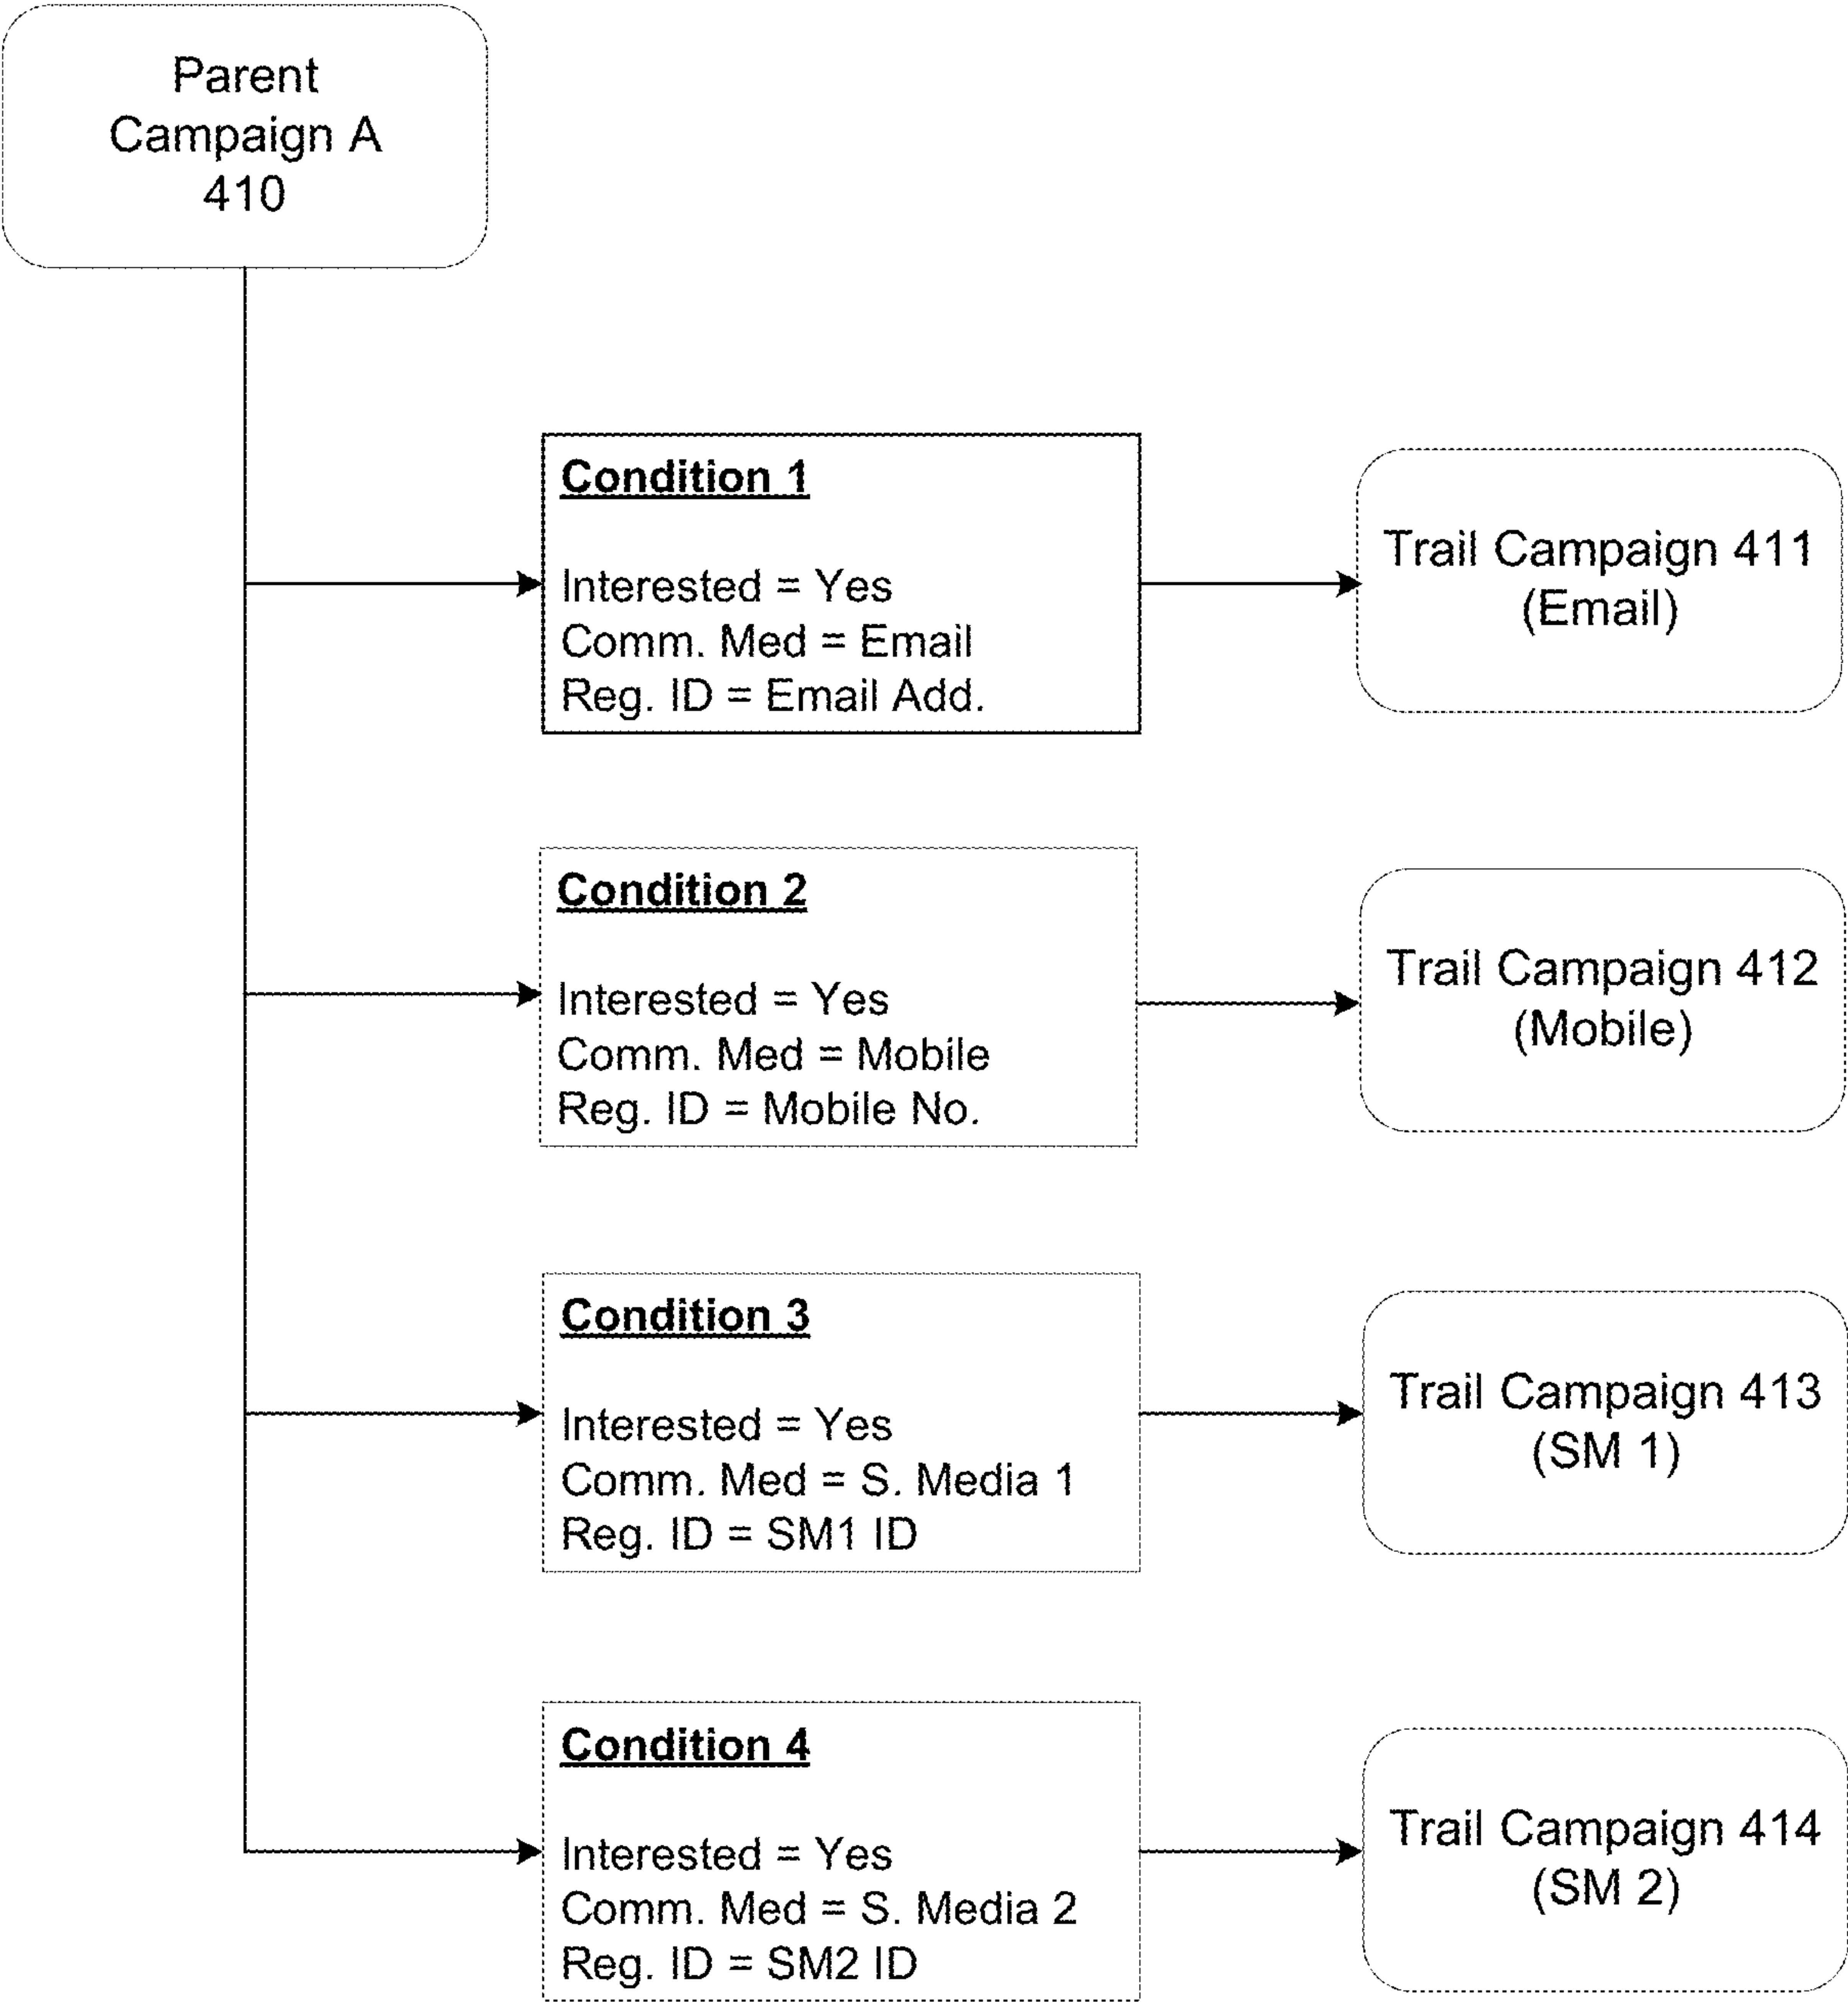 Parent
Campaign A
410
Condition 1
Interested = Yes
Comm. Med = Email
Reg. ID = Email Add.
Trail Campaign 411
(Email)
Condition 2
Interested = Yes
Comm. Med = Mobile
Reg. ID = Mobile No.
Trail Campaign 412
(Mobile)
Condition 3
Interested = Yes
Comm. Med = S. Media 1
Reg. ID = SM1 ID
Trail Campaign 413
(SM 1)
Condition 4
Interested = Yes
Comm. Med = S. Media 2
Reg. ID = SM2 ID
Trail Campaign 414
(SM 2)